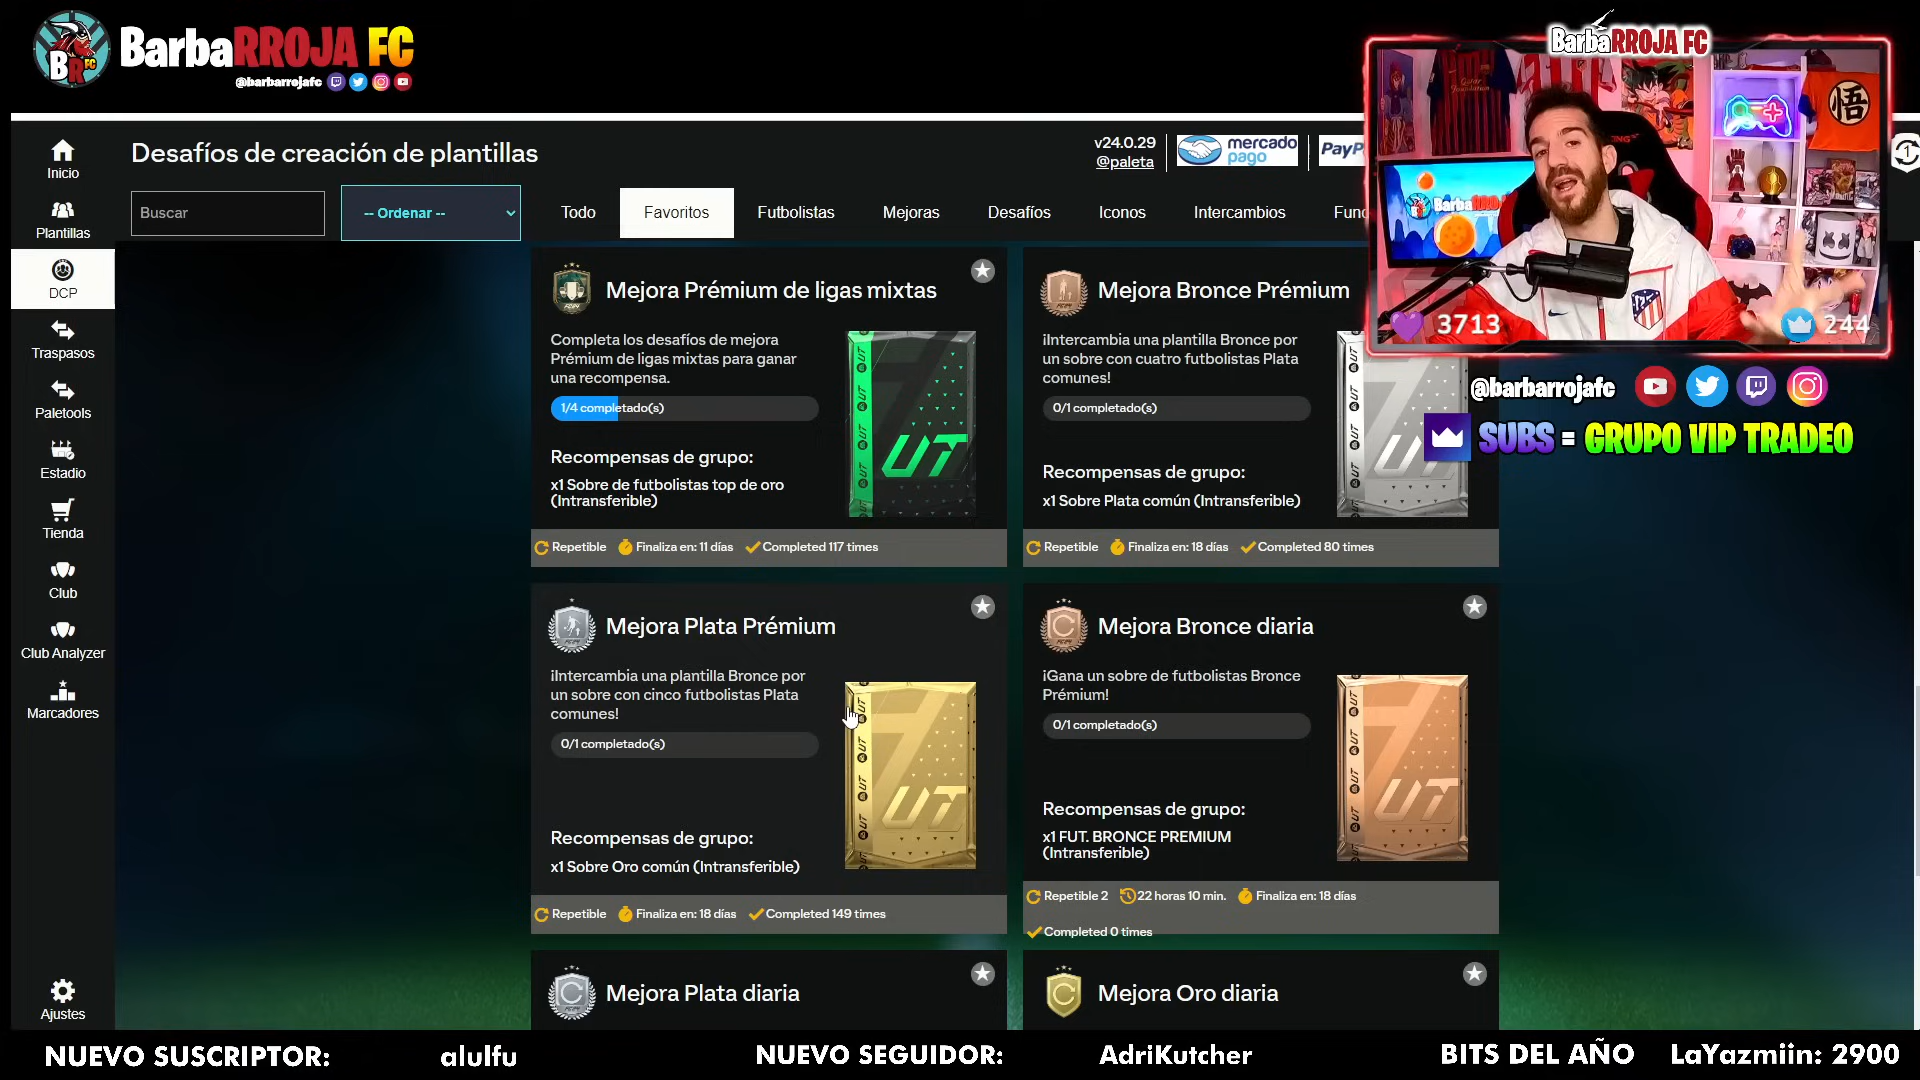 BarbaRROJA FC
@barbarrojafc
BarbaRROJA FC
3713
244
@barbarrojafc
SUBS = GRUPO VIP TRADEO
Desafíos de creación de plantillas
v24.0.29
@paleta
mercado
pago
PayP
Inicio
Plantillas
DCP
Traspasos
Paletools
Estadio
Tienda
Club
Club Analyzer
Marcadores
Ajustes
Buscar
-- Ordenar --
Todo
Favoritos
Futbolistas
Mejoras
Desafíos
Iconos
Intercambios
Mejora Prémium de ligas mixtas
Completa los desafíos de mejora
Prémium de ligas mixtas para ganar
una recompensa.
1/4 completado(s)
Recompensas de grupo:
x1 Sobre de futbolistas top de oro
(Intransferible)
Repetible Finaliza en: 11 días Completed 117 times
Mejora Bronce Prémium
¡Intercambia una plantilla Bronce por
un sobre con cuatro futbolistas Plata
comunes!
0/1 completado(s)
Recompensas de grupo:
x1 Sobre Plata común (Intransferible)
Repetible Finaliza en: 18 días Completed 80 times
Mejora Plata Prémium
¡Intercambia una plantilla Bronce por
un sobre con cinco futbolistas Plata
comunes!
0/1 completado(s)
Recompensas de grupo:
x1 Sobre Oro común (Intransferible)
Repetible Finaliza en: 18 días Completed 149 times
Mejora Bronce diaria
¡Gana un sobre de futbolistas Bronce
Prémium!
0/1 completado(s)
Recompensas de grupo:
x1 FUT. BRONCE PREMIUM
(Intransferible)
Repetible 2 22 horas 10 min. Finaliza en: 18 días
Completed 0 times
Mejora Plata diaria
Mejora Oro diaria
NUEVO SUSCRIPTOR: alulfu
NUEVO SEGUIDOR: AdriKutcher
BITS DEL AÑO LaYazmiin: 2900